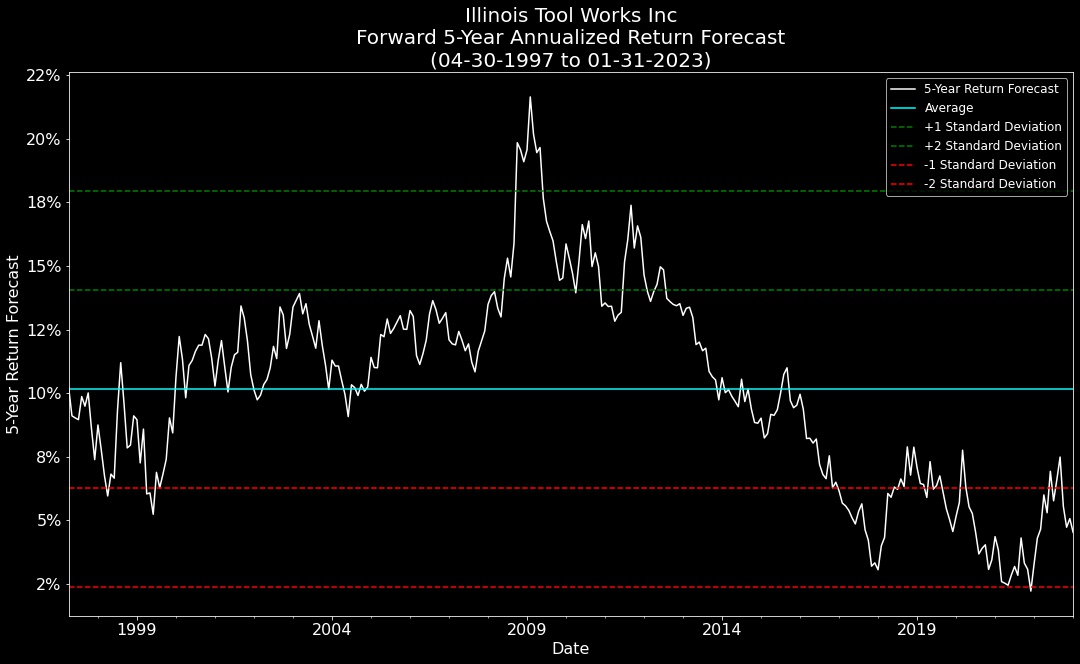 Illinois Tool Works Inc
Forward 5-Year Annualized Return Forecast
(04-30-1997 to 01-31-2023)
22%
20%
18%
15%
12%
10%
8%
5%
2%
5-Year Return Forecast
5-Year Return Forecast
Average
+1 Standard Deviation
+2 Standard Deviation
-1 Standard Deviation
-2 Standard Deviation
1999
2004
2009
2014
2019
Date